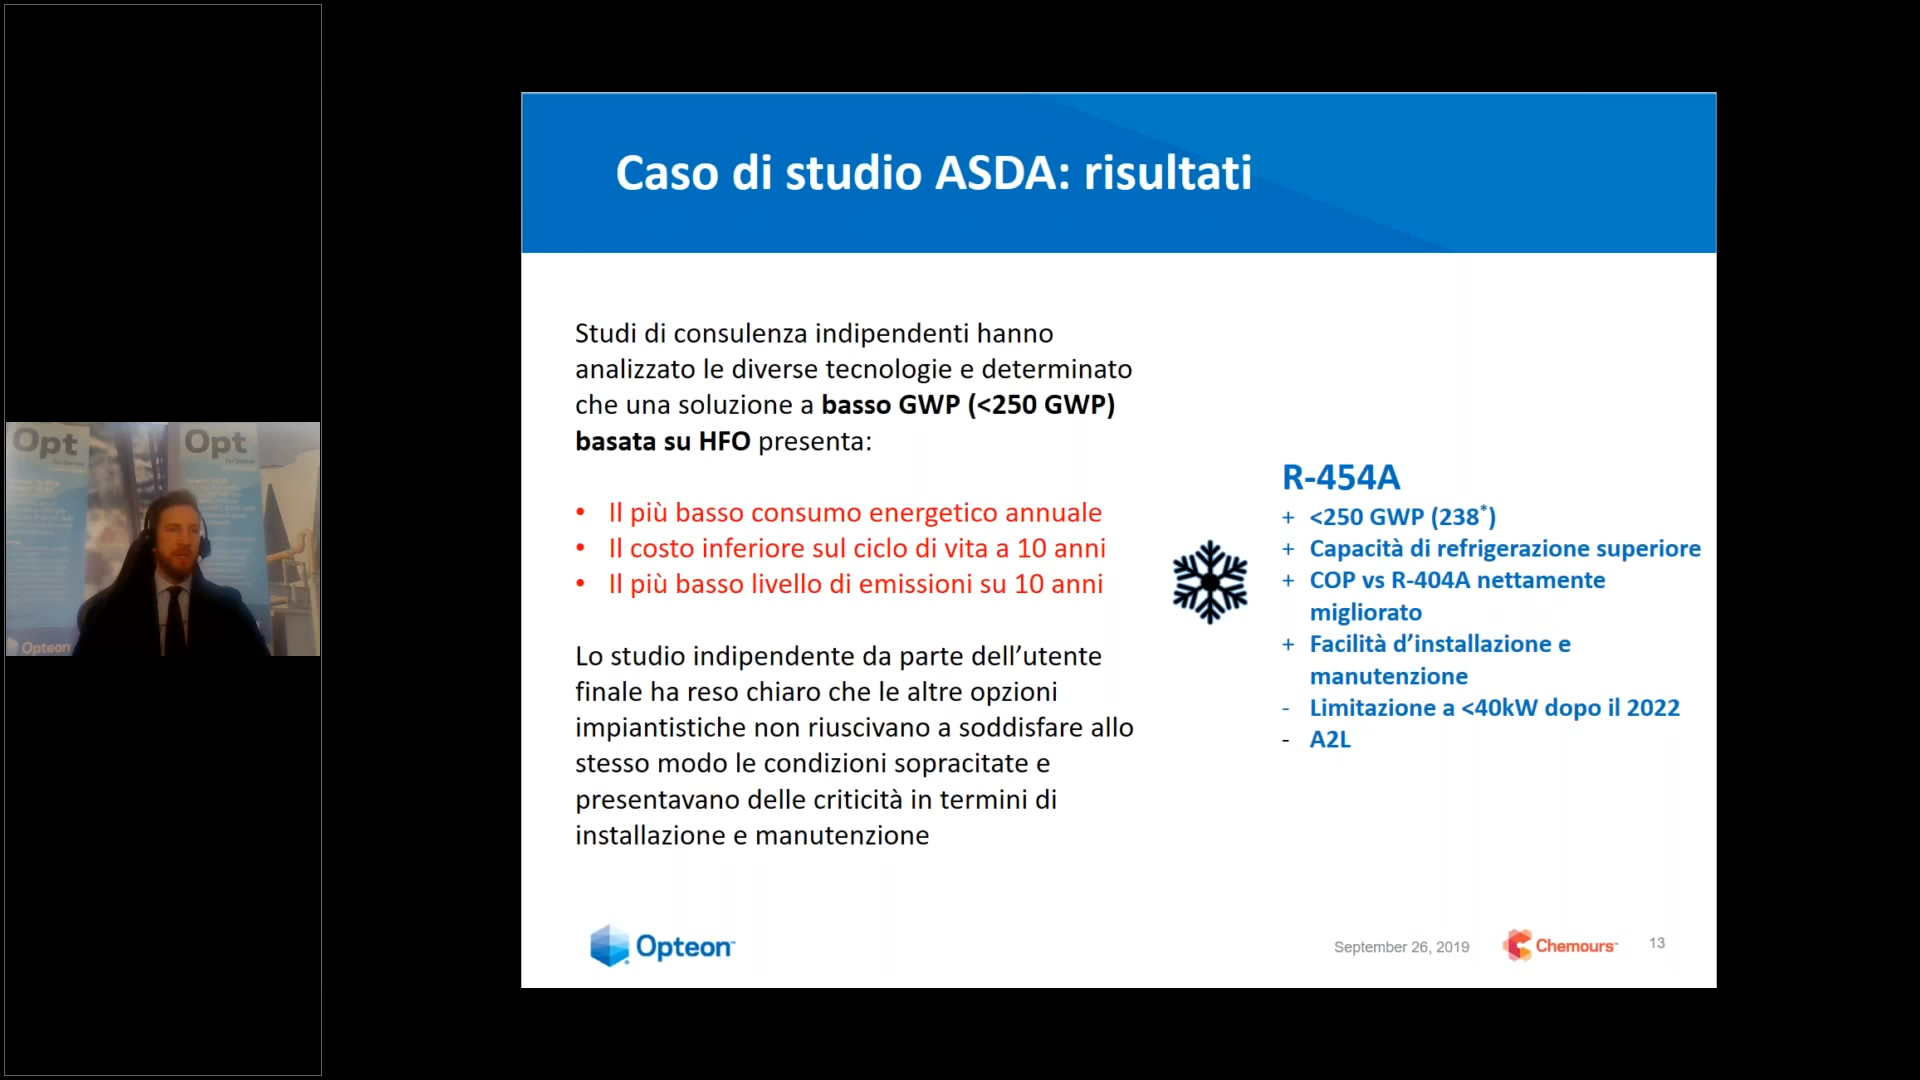 Opt
Opt
Opteon
Caso di studio ASDA: risultati
Studi di consulenza indipendenti hanno
analizzato le diverse tecnologie e determinato
che una soluzione a basso GWP (<250 GWP)
basata su HFO presenta:
• Il più basso consumo energetico annuale
• Il costo inferiore sul ciclo di vita a 10 anni
• Il più basso livello di emissioni su 10 anni
Lo studio indipendente da parte dell’utente
finale ha reso chiaro che le altre opzioni
impiantistiche non riuscivano a soddisfare allo
stesso modo le condizioni sopracitate e
presentavano delle criticità in termini di
installazione e manutenzione
R-454A
+ <250 GWP (238*)
+ Capacità di refrigerazione superiore
+ COP vs R-404A nettamente
migliorato
+ Facilità d’installazione e
manutenzione
- Limitazione a <40kW dopo il 2022
- A2L
Opteon™
September 26, 2019
Chemours™
13